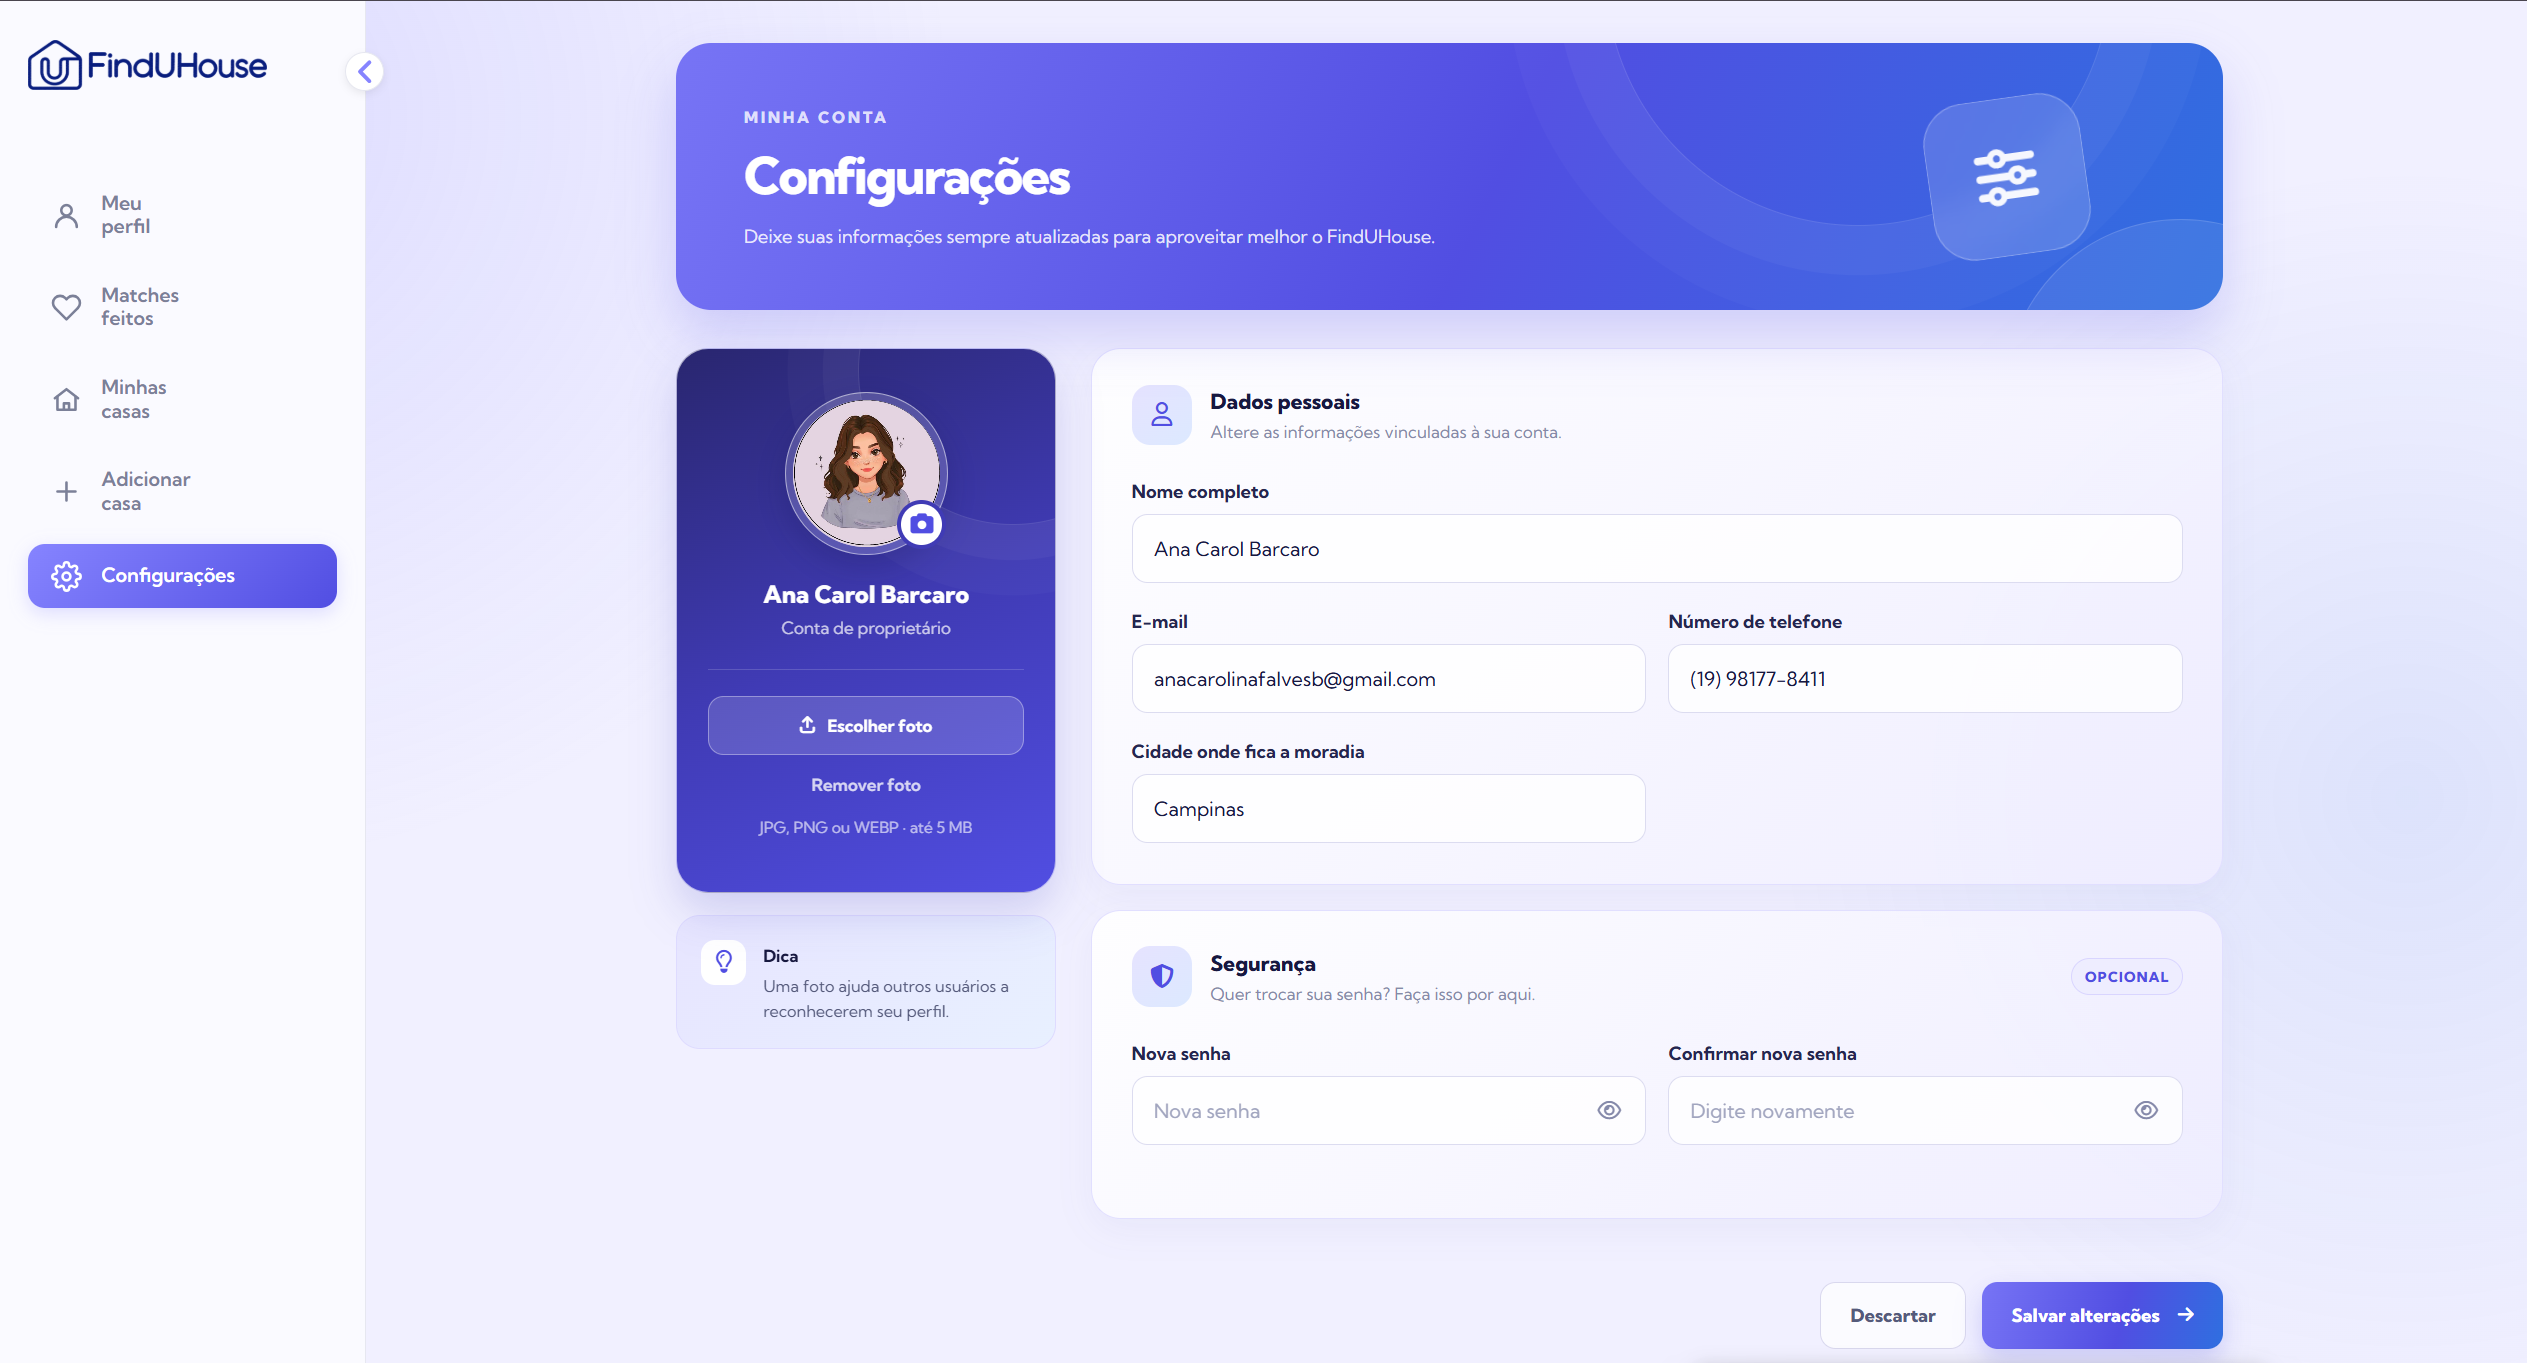 FindUHouse
Meu
perfil
Matches
feitos
Minhas
casas
Adicionar
casa
Configurações
MINHA CONTA
Configurações
Deixe suas informações sempre atualizadas para aproveitar melhor o FindUHouse.
Ana Carol Barcaro
Conta de proprietário
Escolher foto
Remover foto
JPG, PNG ou WEBP · até 5 MB
Dica
Uma foto ajuda outros usuários a
reconhecerem seu perfil.
Dados pessoais
Altere as informações vinculadas à sua conta.
Nome completo
Ana Carol Barcaro
E-mail
Número de telefone
anacarolinafalvesb@gmail.com
(19) 98177-8411
Cidade onde fica a moradia
Campinas
Segurança
Quer trocar sua senha? Faça isso por aqui.
OPCIONAL
Nova senha
Confirmar nova senha
Nova senha
Digite novamente
Descartar
Salvar alterações